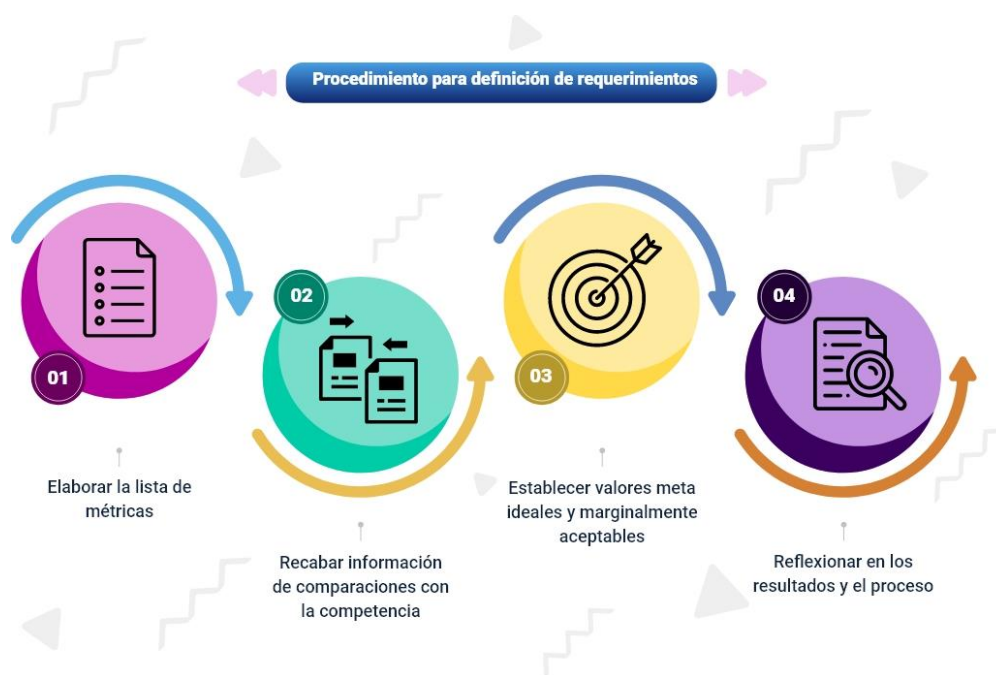 Procedimiento para definición de requerimientos
01
Elaborar la lista de
métricas
02
Recabar información
de comparaciones con
la competencia
03
Establecer valores meta
ideales y marginalmente
aceptables
04
Reflexionar en los
resultados y el proceso